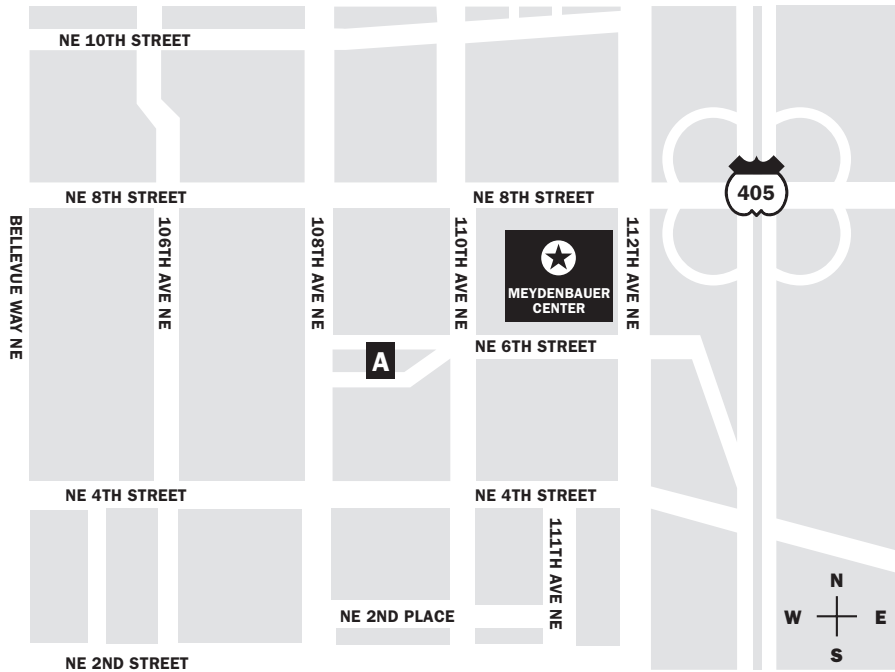 NE 10TH STREET
NE 8TH STREET
NE 8TH STREET
405
BELLEVUE WAY NE
106TH AVE NE
108TH AVE NE
110TH AVE NE
112TH AVE NE
MEYDENBAUER
CENTER
NE 6TH STREET
A
NE 4TH STREET
NE 4TH STREET
111TH AVE NE
NE 2ND PLACE
NE 2ND STREET
N
W
E
S